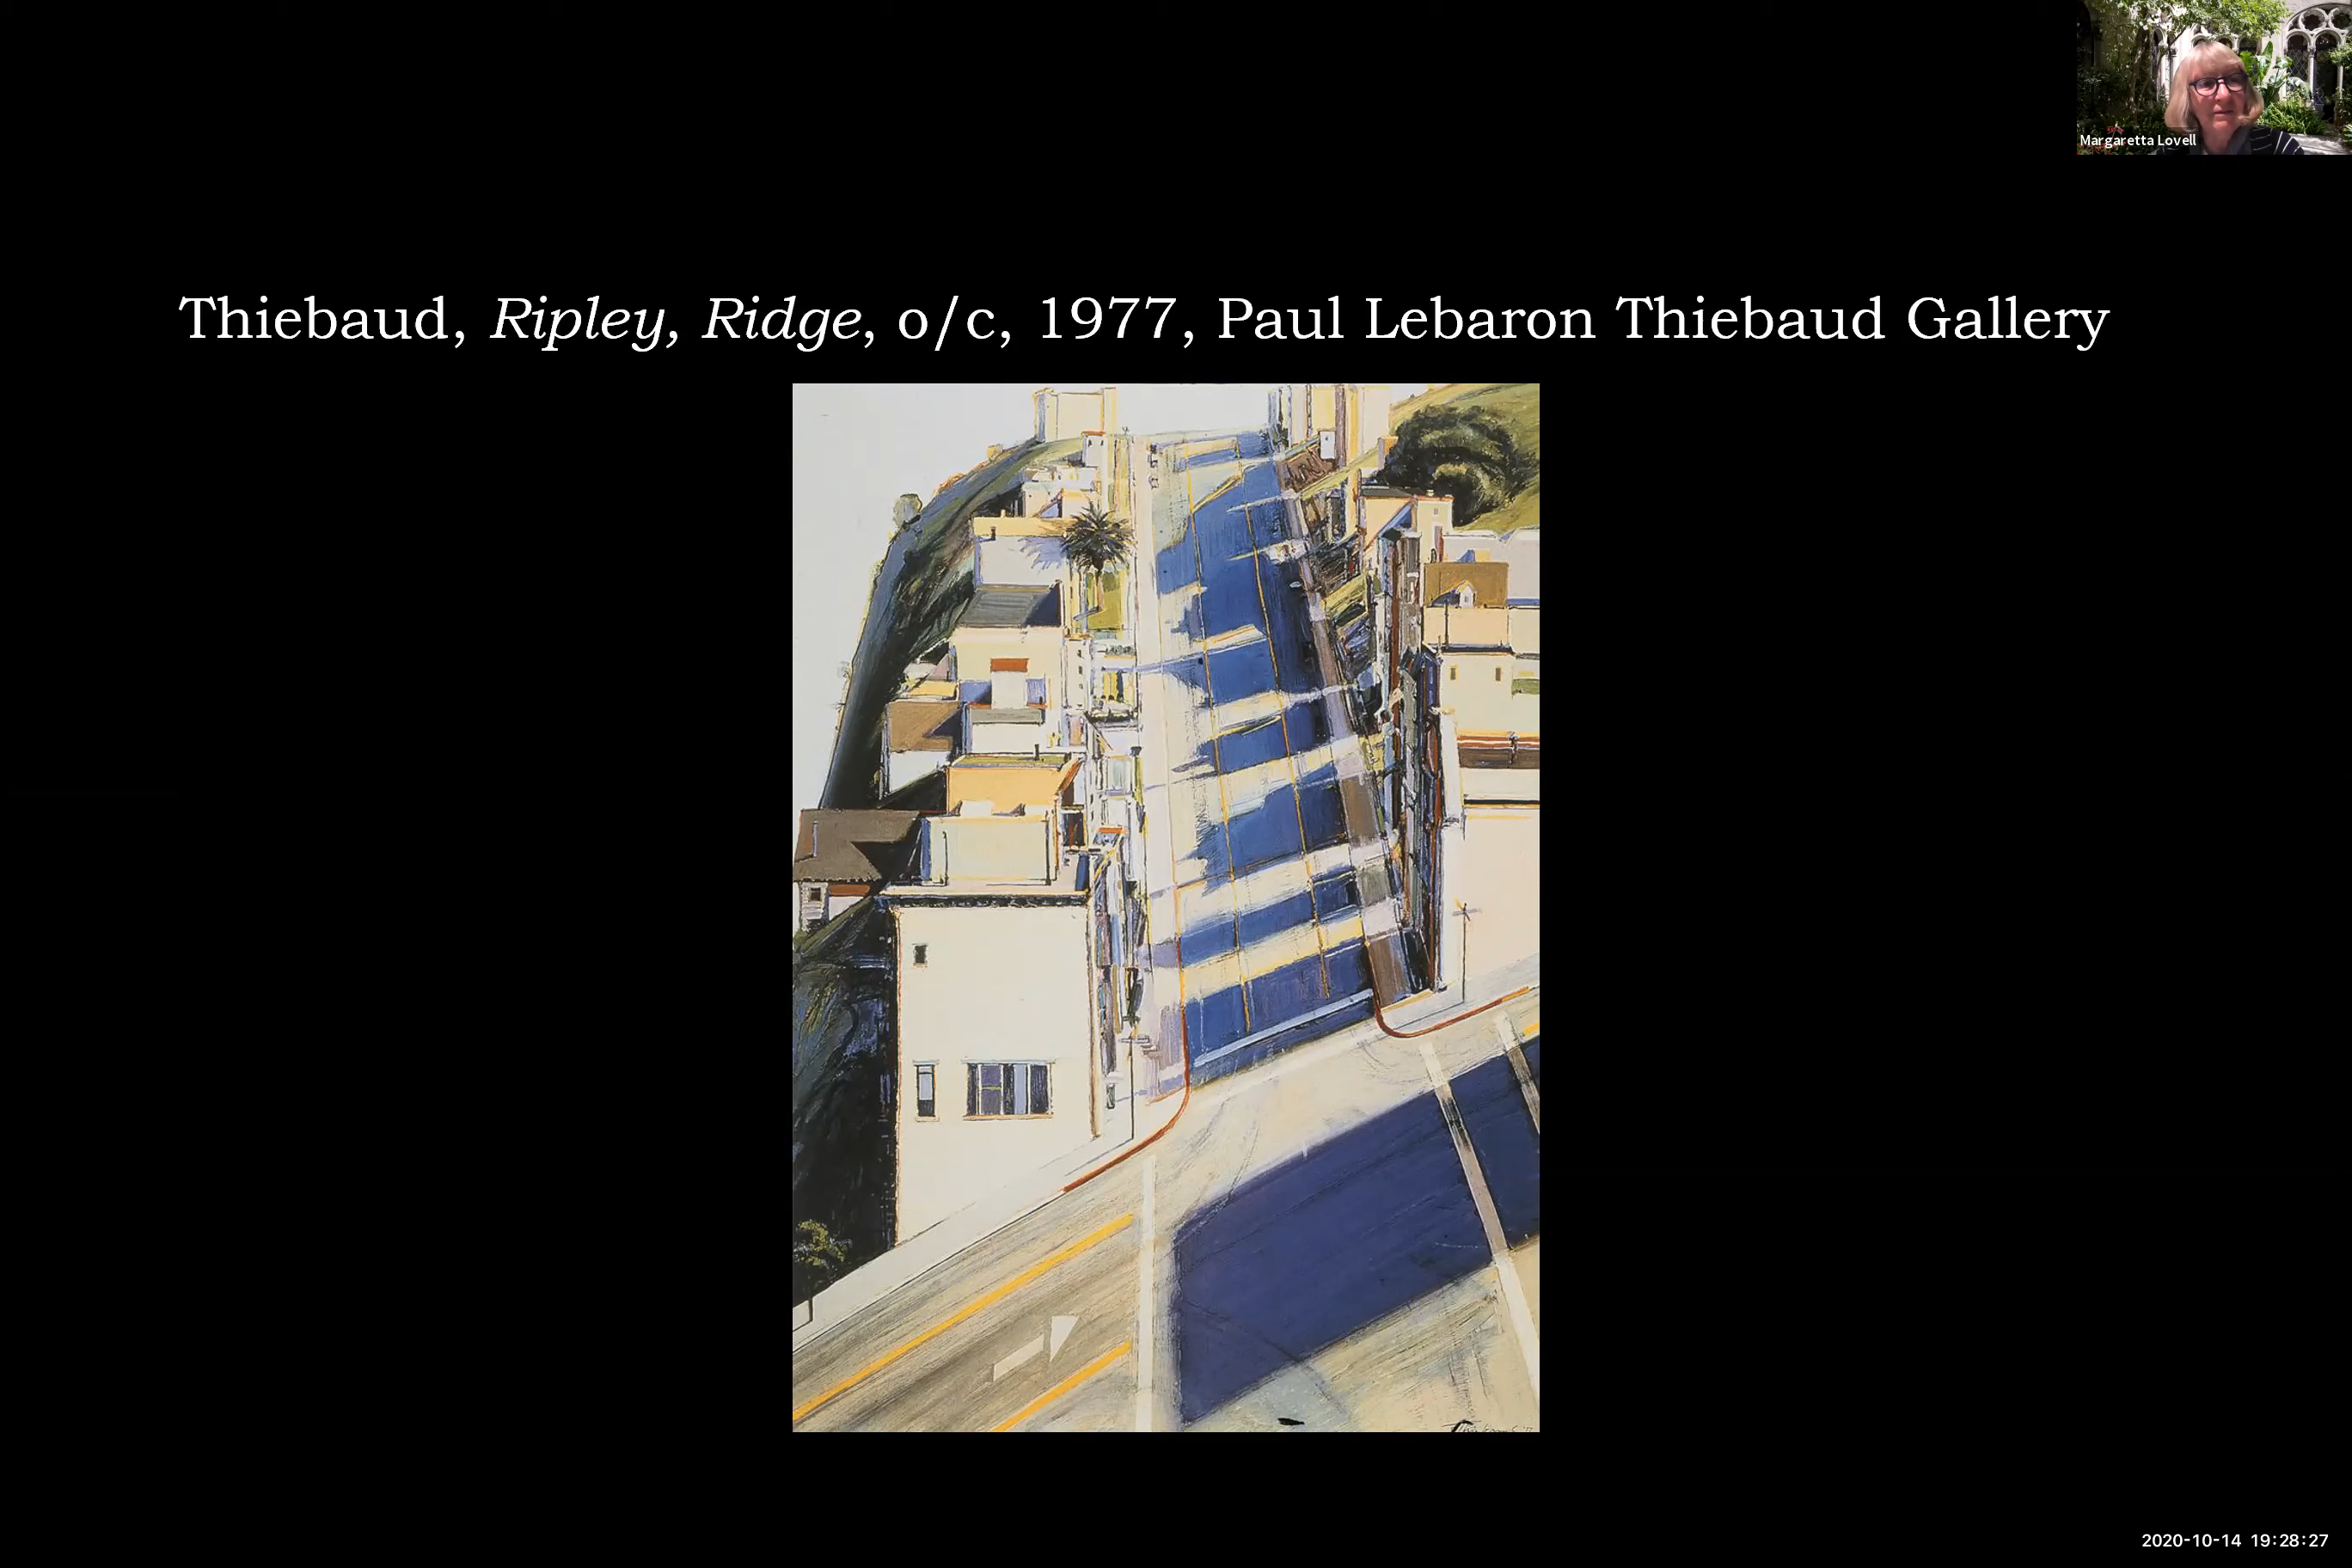 Margaretta Lovell
Thiebaud, Ripley, Ridge, o/c, 1977, Paul Lebaron Thiebaud Gallery
2020-10-14 19:28:27